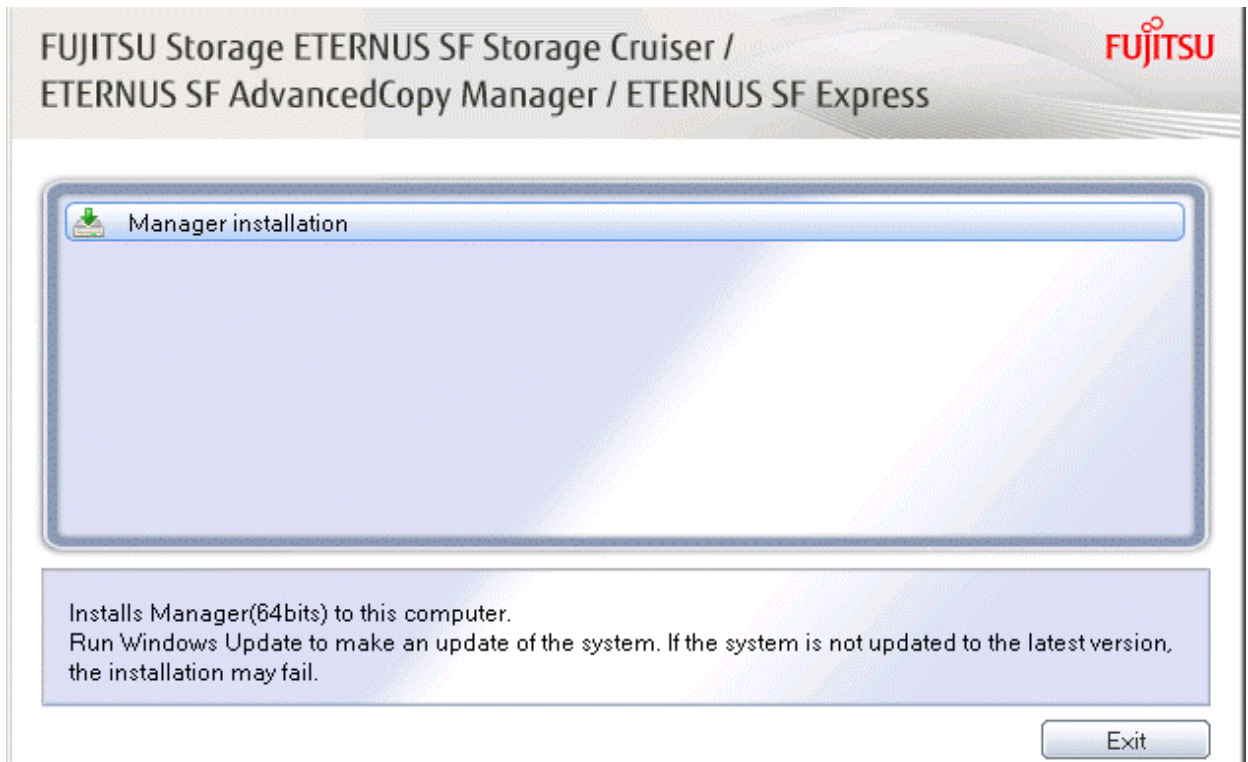 FUJITSU Storage ETERNUS SF Storage Cruiser /
ETERNUS SF AdvancedCopy Manager / ETERNUS SF Express
FUJITSU
Manager installation
Installs Manager(64bits) to this computer.
Run Windows Update to make an update of the system. If the system is not updated to the latest version,
the installation may fail.
Exit